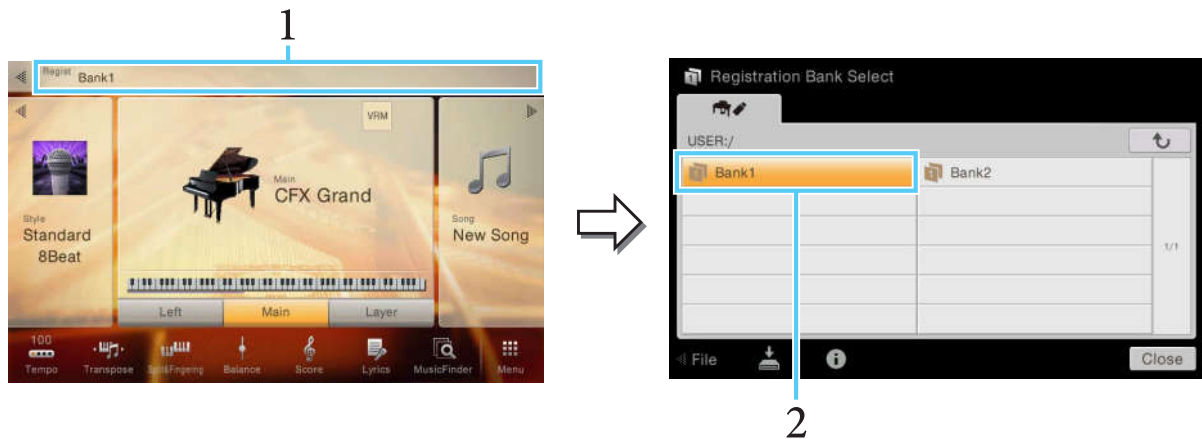 1
Regist Bank1
VRM
Main
CFX Grand
Style
Standard
8Beat
Song
New Song
Left Main Layer
100
Tempo Transpose Split&Fingering Balance Score Lyrics MusicFinder Menu
Registration Bank Select
USER:/
Bank1 Bank2
1/1
File Close
2